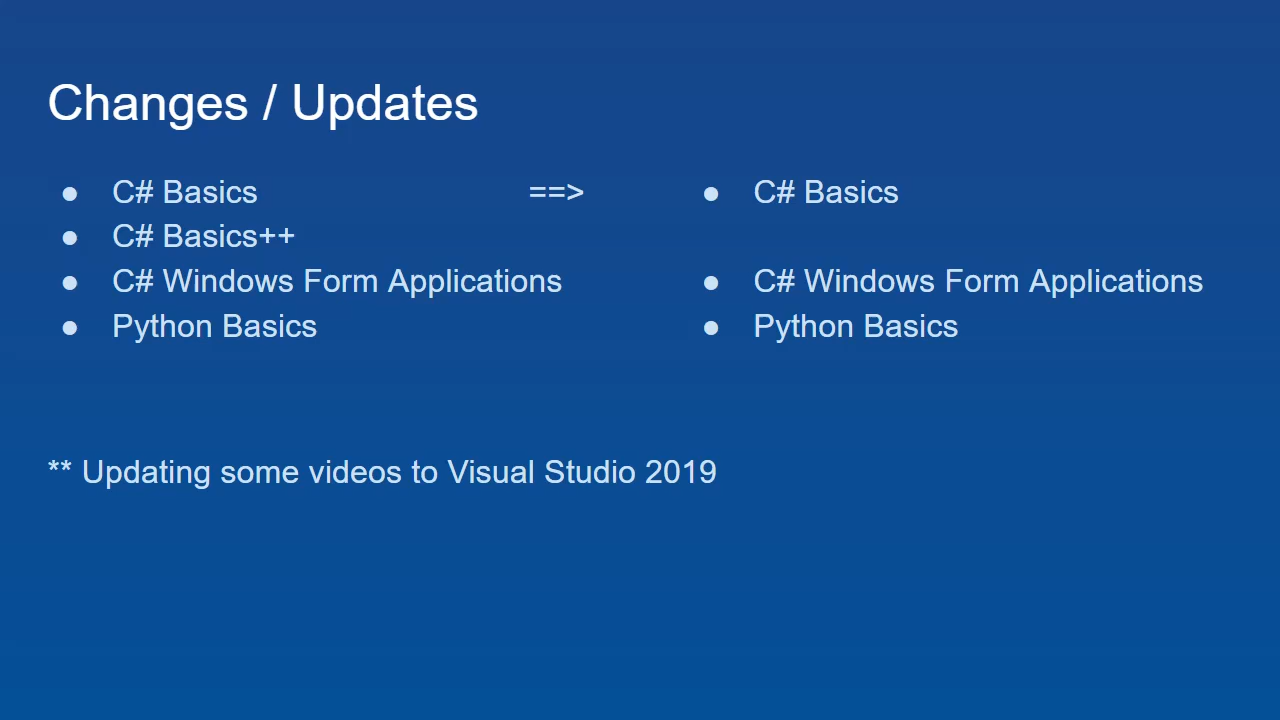 Changes / Updates
● C# Basics ==> ● C# Basics
● C# Basics++
● C# Windows Form Applications ● C# Windows Form Applications
● Python Basics ● Python Basics
** Updating some videos to Visual Studio 2019